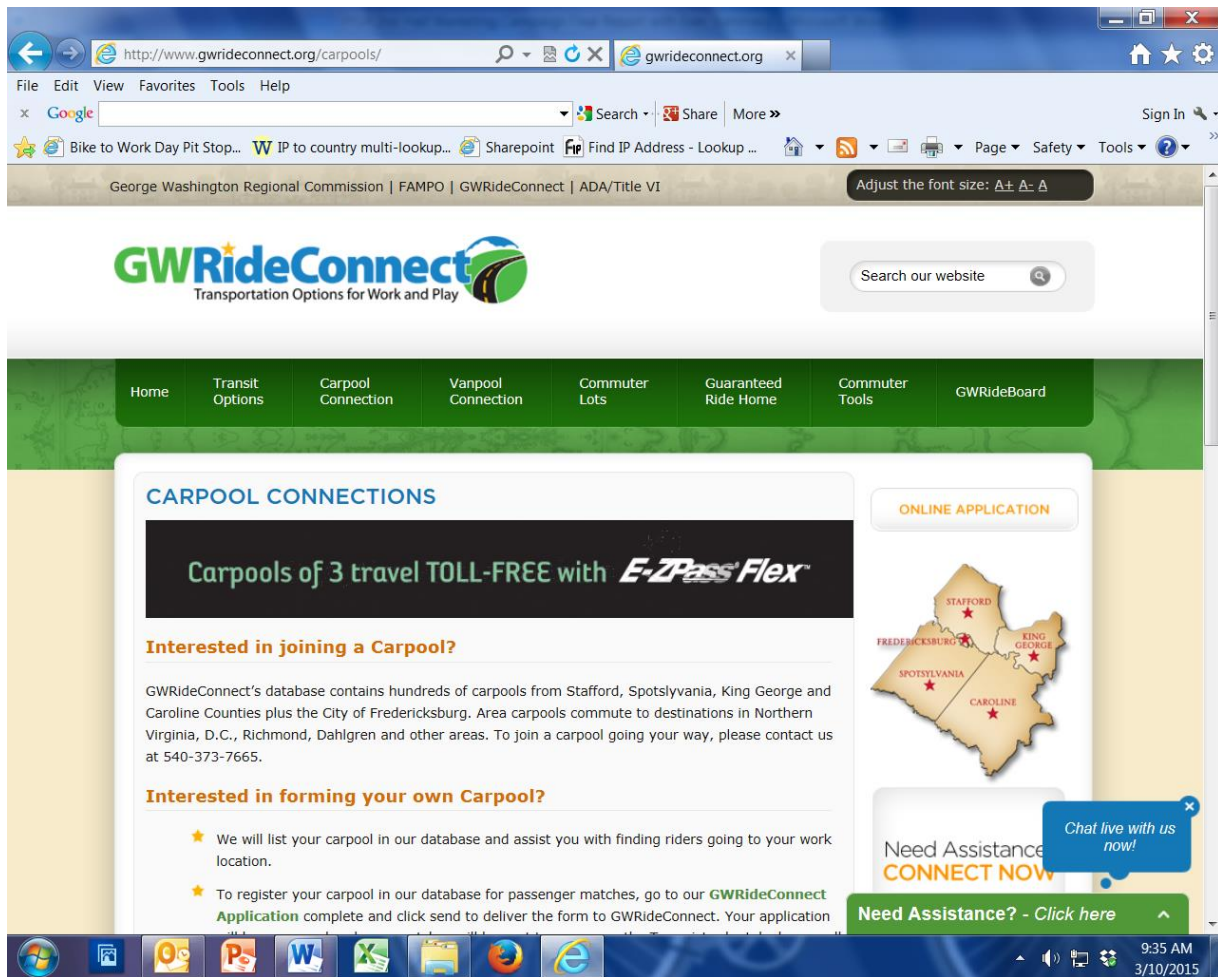 http://www.gwrideconnect.org/carpools/
gwrideconnect.org
File Edit View Favorites Tools Help
x Google
Search
Share
More »
Sign In
Bike to Work Day Pit Stop...
W IP to country multi-lookup...
Sharepoint
FIP Find IP Address - Lookup ...
Page
Safety
Tools
George Washington Regional Commission | FAMPO | GWRideConnect | ADA/Title VI
Adjust the font size: A+ A- A
GWRideConnect
Transportation Options for Work and Play
Search our website
Home
Transit
Options
Carpool
Connection
Vanpool
Connection
Commuter
Lots
Guaranteed
Ride Home
Commuter
Tools
GWRideBoard
CARPOOL CONNECTIONS
Carpools of 3 travel TOLL-FREE with E-ZPass Flex™
Interested in joining a Carpool?
GWRideConnect's database contains hundreds of carpools from Stafford, Spotslyvania, King George and
Caroline Counties plus the City of Fredericksburg. Area carpools commute to destinations in Northern
Virginia, D.C., Richmond, Dahlgren and other areas. To join a carpool going your way, please contact us
at 540-373-7665.
Interested in forming your own Carpool?
We will list your carpool in our database and assist you with finding riders going to your work
location.
To register your carpool in our database for passenger matches, go to our GWRideConnect
Application complete and click send to deliver the form to GWRideConnect. Your application
ONLINE APPLICATION
STAFFORD
FREDERICKSBURG
KING
GEORGE
SPOTSYLVANIA
CAROLINE
Need Assistance
CONNECT NOW
Chat live with us
now!
Need Assistance? - Click here
9:35 AM
3/10/2015